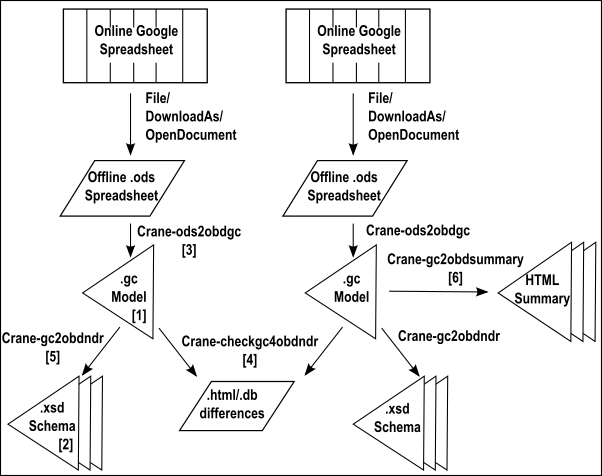 Online Google
Spreadsheet
Online Google
Spreadsheet
File/
DownloadAs/
OpenDocument
File/
DownloadAs/
OpenDocument
Offline .ods
Spreadsheet
Offline .ods
Spreadsheet
Crane-ods2obdgc
[3]
Crane-ods2obdgc
.gc
Model
[1]
.gc
Model
Crane-gc2obdsummary
[6]
HTML
Summary
Crane-gc2obdndr
[5]
Crane-checkgc4obdndr
[4]
Crane-gc2obdndr
.xsd
Schema
[2]
.html/.db
differences
.xsd
Schema